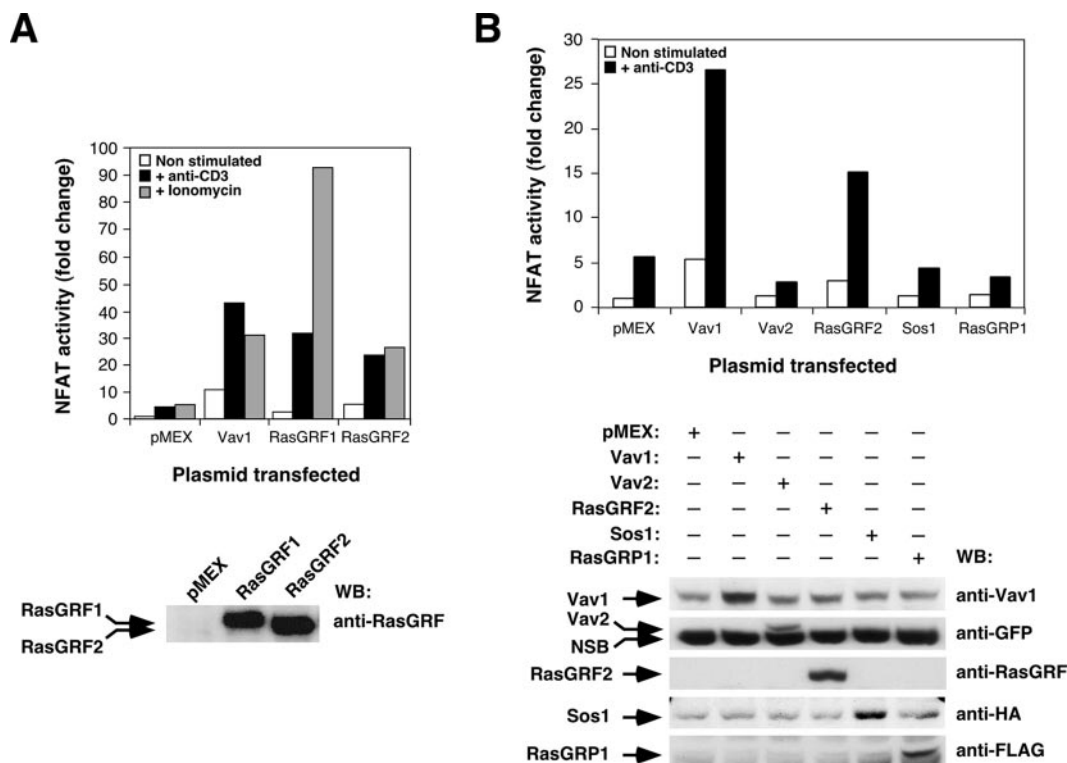 A
NFAT activity (fold change)
100
90
80
70
60
50
40
30
20
10
0
Non stimulated
+ anti-CD3
+ Ionomycin
pMEX Vav1 RasGRF1 RasGRF2
Plasmid transfected
pMEX RasGRF1 RasGRF2 WB:
RasGRF1
RasGRF2
anti-RasGRF
B
NFAT activity (fold change)
30
25
20
15
10
5
0
Non stimulated
+ anti-CD3
pMEX Vav1 Vav2 RasGRF2 Sos1 RasGRP1
Plasmid transfected
pMEX: + – – – – –
Vav1: – + – – – –
Vav2: – – + – – –
RasGRF2: – – – + – –
Sos1: – – – – + –
RasGRP1: – – – – – + WB:
Vav1 anti-Vav1
Vav2
NSB anti-GFP
RasGRF2 anti-RasGRF
Sos1 anti-HA
RasGRP1 anti-FLAG